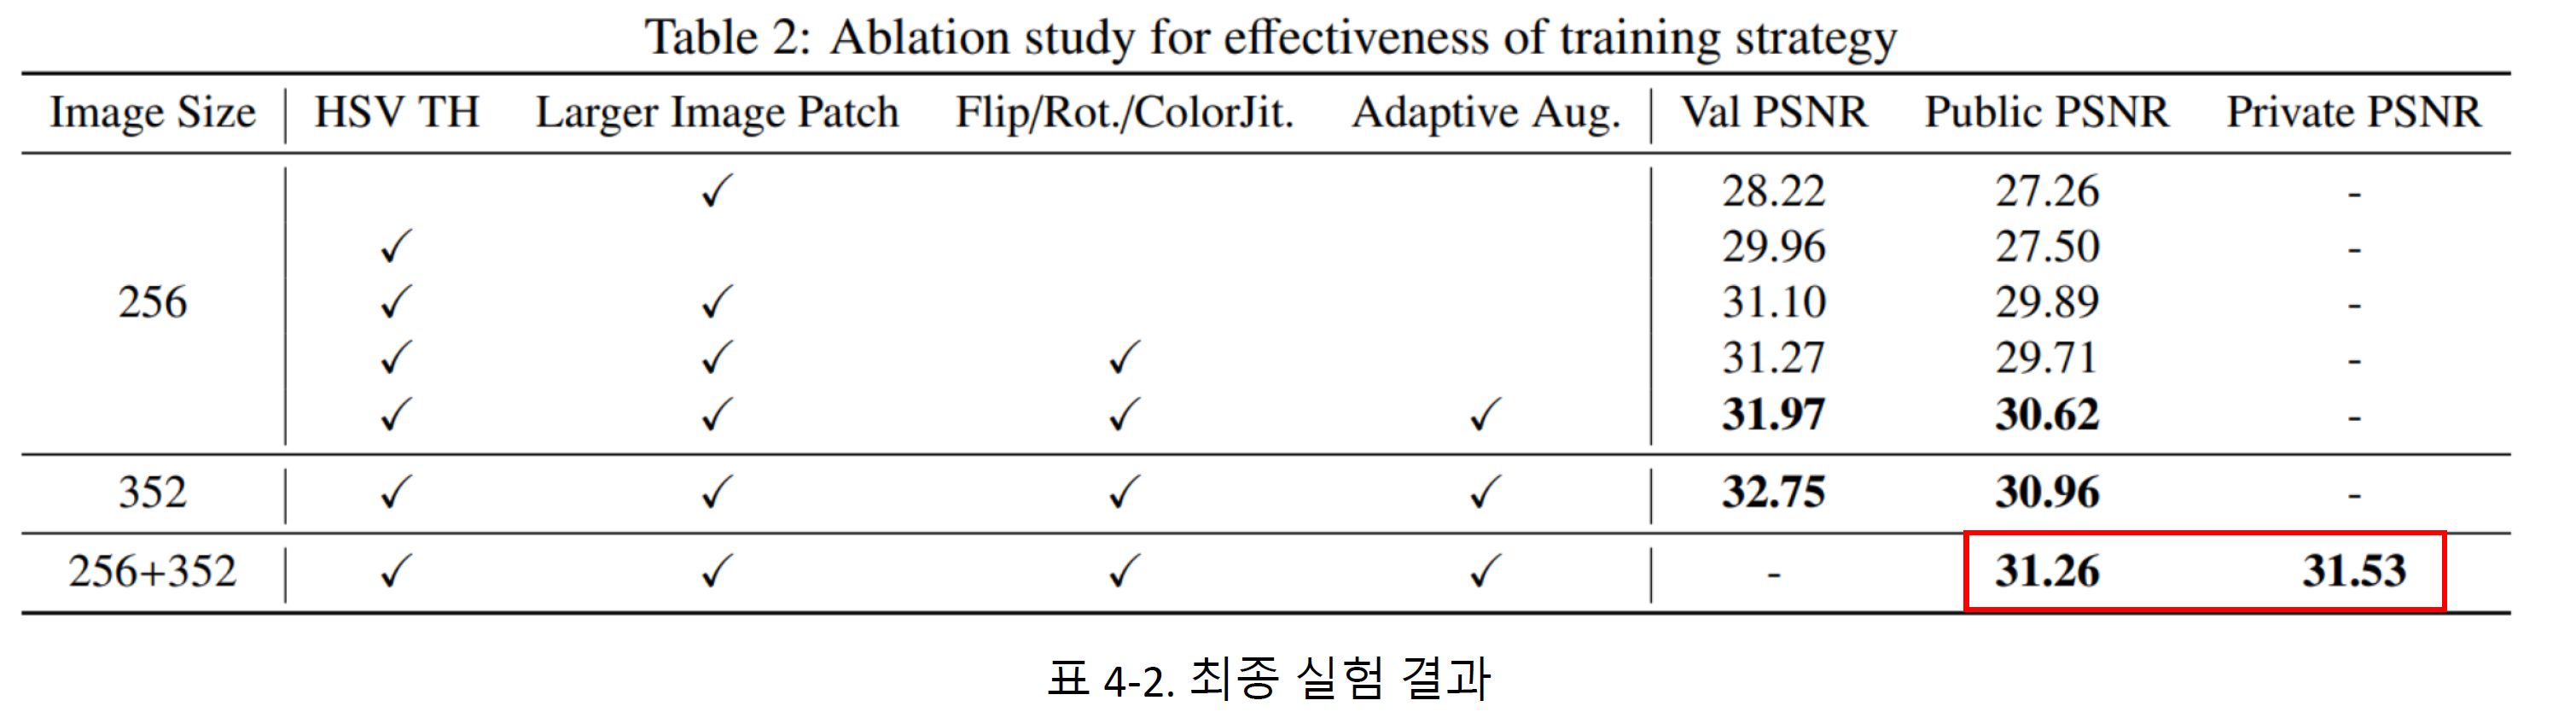 Table 2: Ablation study for effectiveness of training strategy
Image Size HSV TH Larger Image Patch Flip/Rot./ColorJit. Adaptive Aug. Val PSNR Public PSNR Private PSNR
✓ 28.22 27.26 -
✓ 29.96 27.50 -
256 ✓ ✓ 31.10 29.89 -
✓ ✓ ✓ 31.27 29.71 -
✓ ✓ ✓ ✓ 31.97 30.62 -
352 ✓ ✓ ✓ ✓ 32.75 30.96 -
256+352 ✓ ✓ ✓ ✓ - 31.26 31.53
표 4-2. 최종 실험 결과